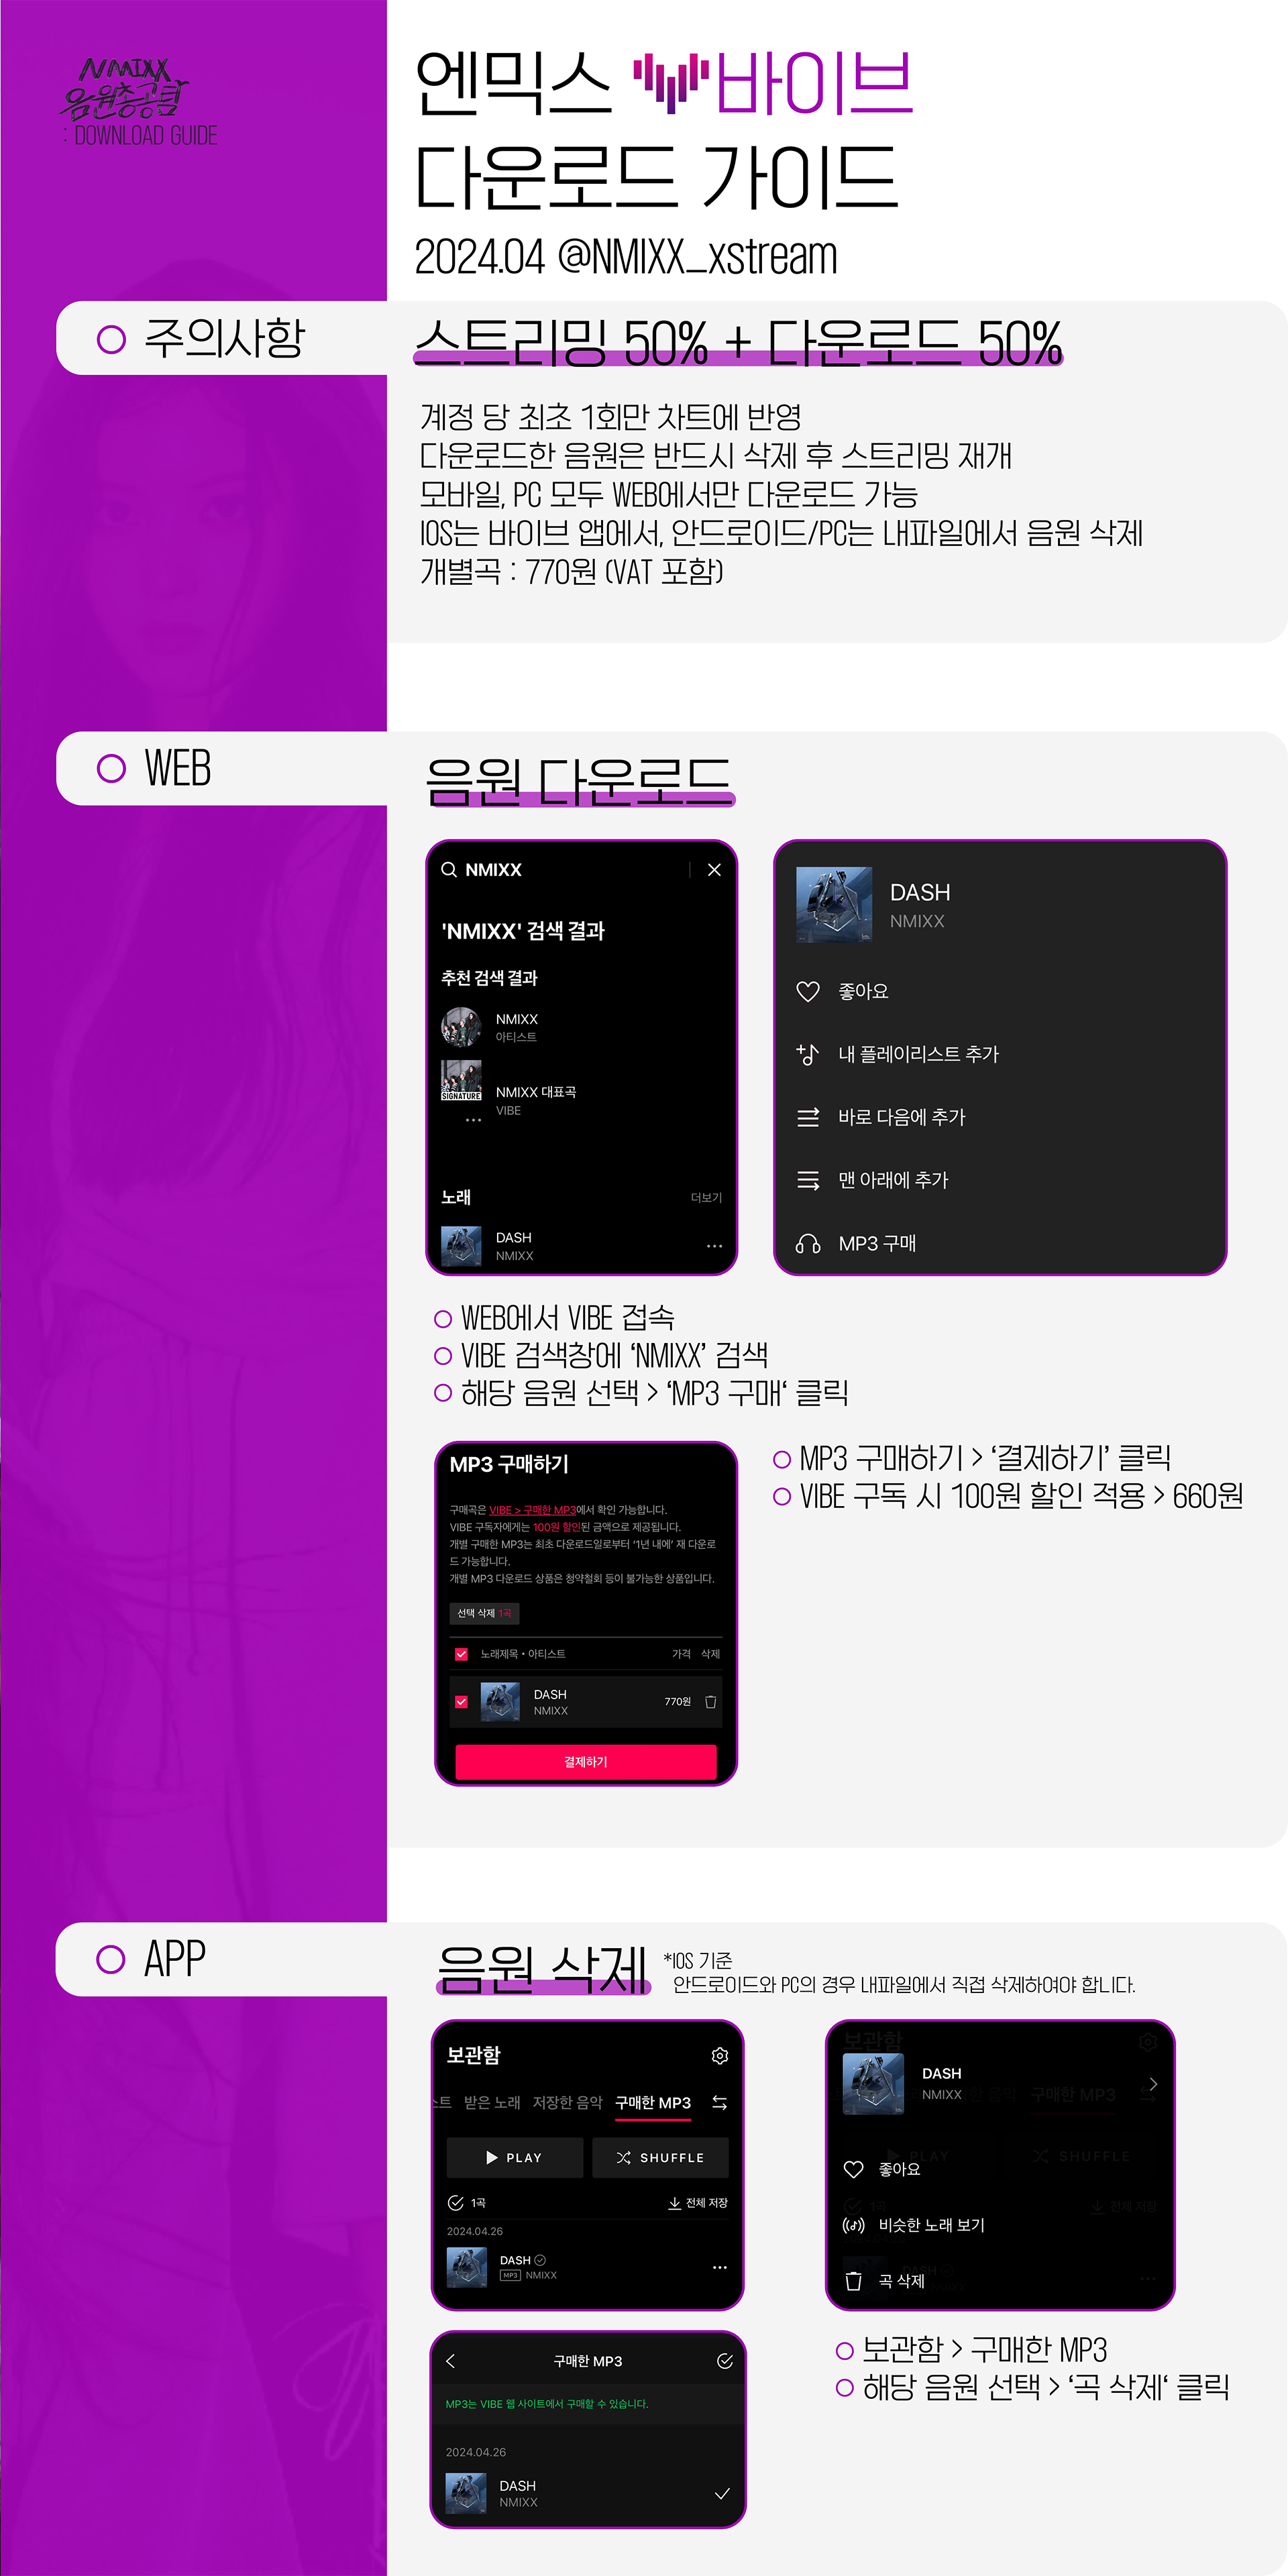 NMIXX
음원총공팀
: DOWNLOAD GUIDE
엔믹스 바이브
다운로드 가이드
2024.04 @NMIXX_xstream
주의사항
스트리밍 50% + 다운로드 50%
계정 당 최초 1회만 차트에 반영
다운로드한 음원은 반드시 삭제 후 스트리밍 재개
모바일, PC 모두 WEB에서만 다운로드 가능
IOS는 바이브 앱에서, 안드로이드/PC는 내파일에서 음원 삭제
개별곡 : 770원 (VAT 포함)
WEB
음원 다운로드
NMIXX
'NMIXX' 검색 결과
추천 검색 결과
NMIXX
아티스트
SIGNATURE
NMIXX 대표곡
VIBE
노래 더보기
DASH
NMIXX
DASH
NMIXX
좋아요
내 플레이리스트 추가
바로 다음에 추가
맨 아래에 추가
MP3 구매
WEB에서 VIBE 접속
VIBE 검색창에 ‘NMIXX’ 검색
해당 음원 선택 > ‘MP3 구매‘ 클릭
MP3 구매하기
구매곡은 VIBE > 구매한 MP3에서 확인 가능합니다.
VIBE 구독자에게는 100원 할인된 금액으로 제공됩니다.
개별 구매한 MP3는 최초 다운로드일로부터 ‘1년 내에’ 재 다운로
드 가능합니다.
개별 MP3 다운로드 상품은 청약철회 등이 불가능한 상품입니다.
선택 삭제 1곡
노래제목 • 아티스트 가격 삭제
DASH
NMIXX
770원
결제하기
MP3 구매하기 > ‘결제하기’ 클릭
VIBE 구독 시 100원 할인 적용 > 660원
APP
음원 삭제
*IOS 기준
안드로이드와 PC의 경우 내파일에서 직접 삭제하여야 합니다.
보관함
스트 받은 노래 저장한 음악 구매한 MP3
PLAY SHUFFLE
1곡 전체 저장
2024.04.26
DASH
MP3 NMIXX
보관함
DASH
NMIXX
한 음악 구매한 MP3
PLAY SHUFFLE
좋아요
1곡 전체 저장
비슷한 노래 보기
곡 삭제
구매한 MP3
MP3는 VIBE 웹 사이트에서 구매할 수 있습니다.
2024.04.26
DASH
NMIXX
보관함 > 구매한 MP3
해당 음원 선택 > ‘곡 삭제‘ 클릭